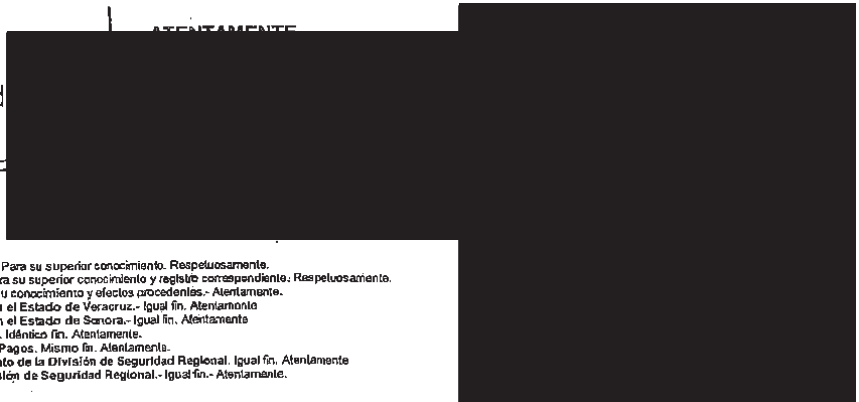 ATENTAMENTE
Para su superior conocimiento. Respetuosamente.
ra su superior conocimiento y registro correspondiente. Respetuosamente.
u conocimiento y efectos procedentes.- Atentamente.
el Estado de Veracruz.- Igual fin. Atentamente
el Estado de Sonora.- Igual fin. Atentamente
Idéntico fin. Atentamente.
Pagos. Mismo fin. Atentamente.
to de la División de Seguridad Regional. Igual fin. Atentamente
sión de Seguridad Regional.- Igual fin.- Atentamente.